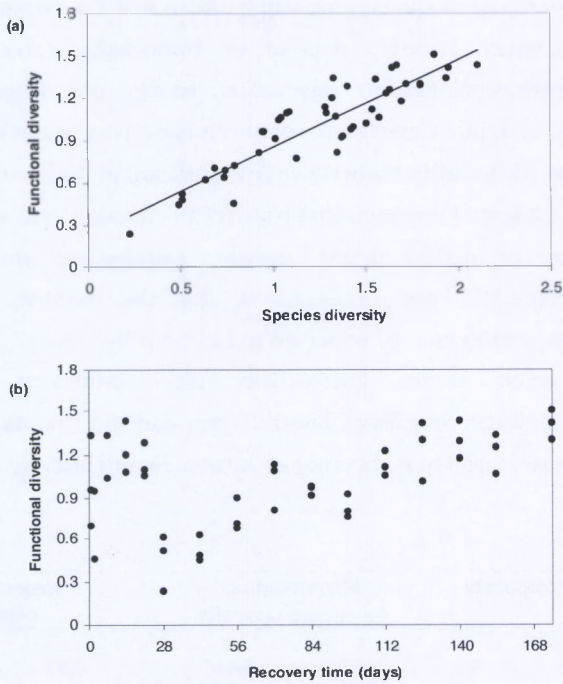 (a)
1.8
1.5
1.2
0.9
0.6
0.3
0
Functional diversity
0 0.5 1 1.5 2 2.5
Species diversity
(b)
1.8
1.5
1.2
0.9
0.6
0.3
0
Functional diversity
0 28 56 84 112 140 168
Recovery time (days)